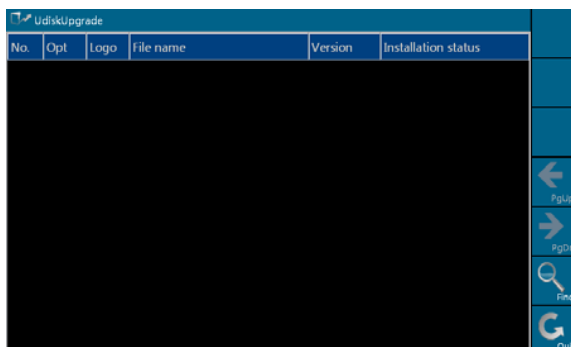 UdiskUpgrade
No. Opt Logo File name Version Installation status
PgUp
PgDn
Find